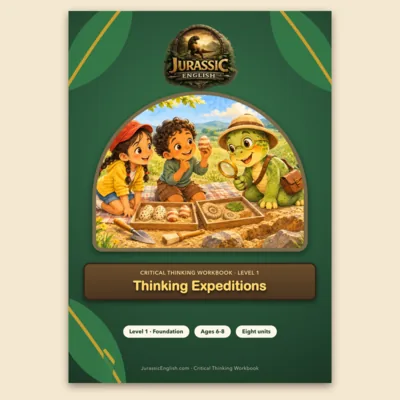 JURASSIC
ENGLISH
CRITICAL THINKING WORKBOOK · LEVEL 1
Thinking Expeditions
Level 1 · Foundation
Ages 6-8
Eight units
JurassicEnglish.com · Critical Thinking Workbook